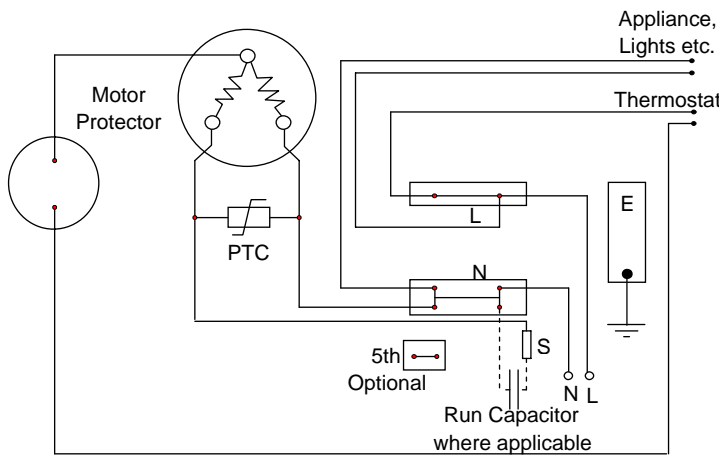 Appliance,
Lights etc.
Motor
Protector
Thermostat
L
E
PTC
N
S
5th
Optional
N L
Run Capacitor
where applicable